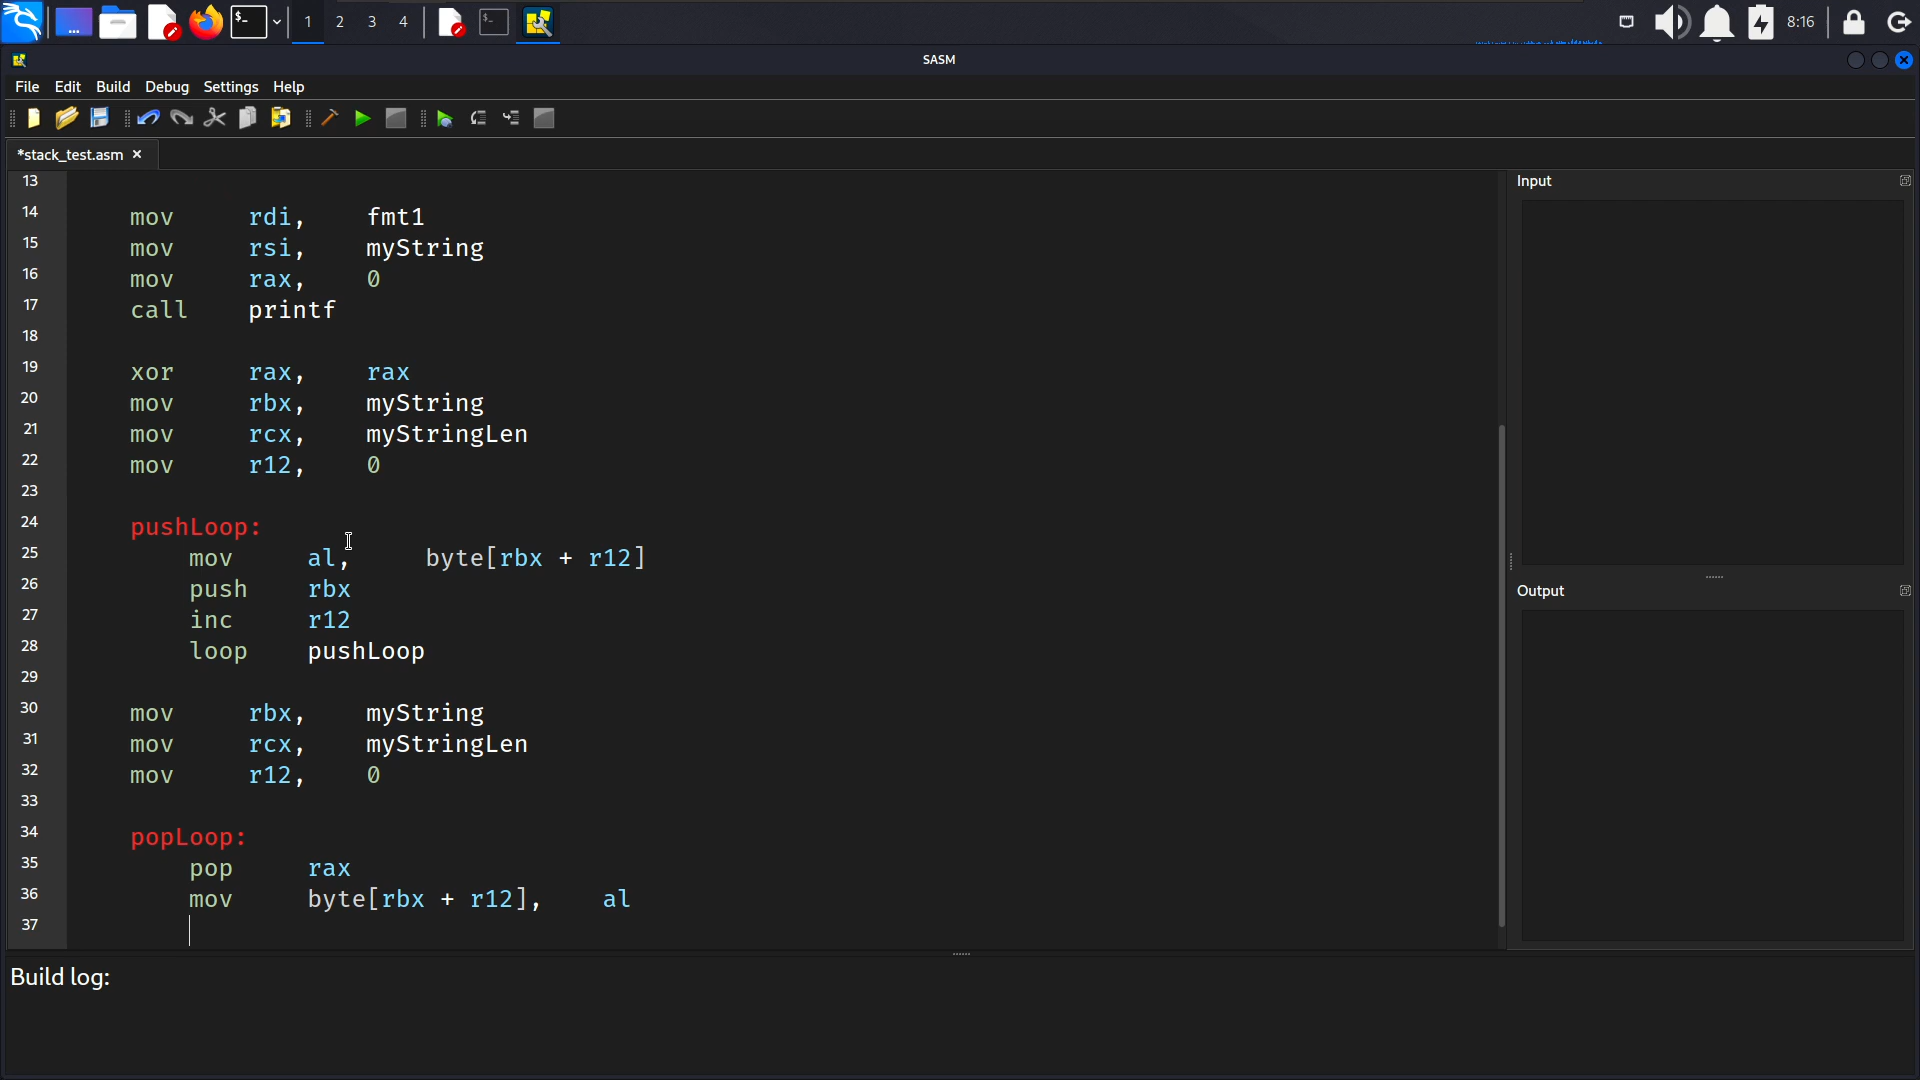 1 2 3 4 8:16
SASM
File Edit Build Debug Settings Help
*stack_test.asm ×
13
14 mov rdi, fmt1
15 mov rsi, myString
16 mov rax, 0
17 call printf
18
19 xor rax, rax
20 mov rbx, myString
21 mov rcx, myStringLen
22 mov r12, 0
23
24 pushLoop:
25 mov al, byte[rbx + r12]
26 push rbx
27 inc r12
28 loop pushLoop
29
30 mov rbx, myString
31 mov rcx, myStringLen
32 mov r12, 0
33
34 popLoop:
35 pop rax
36 mov byte[rbx + r12], al
37
Input
Output
Build log: